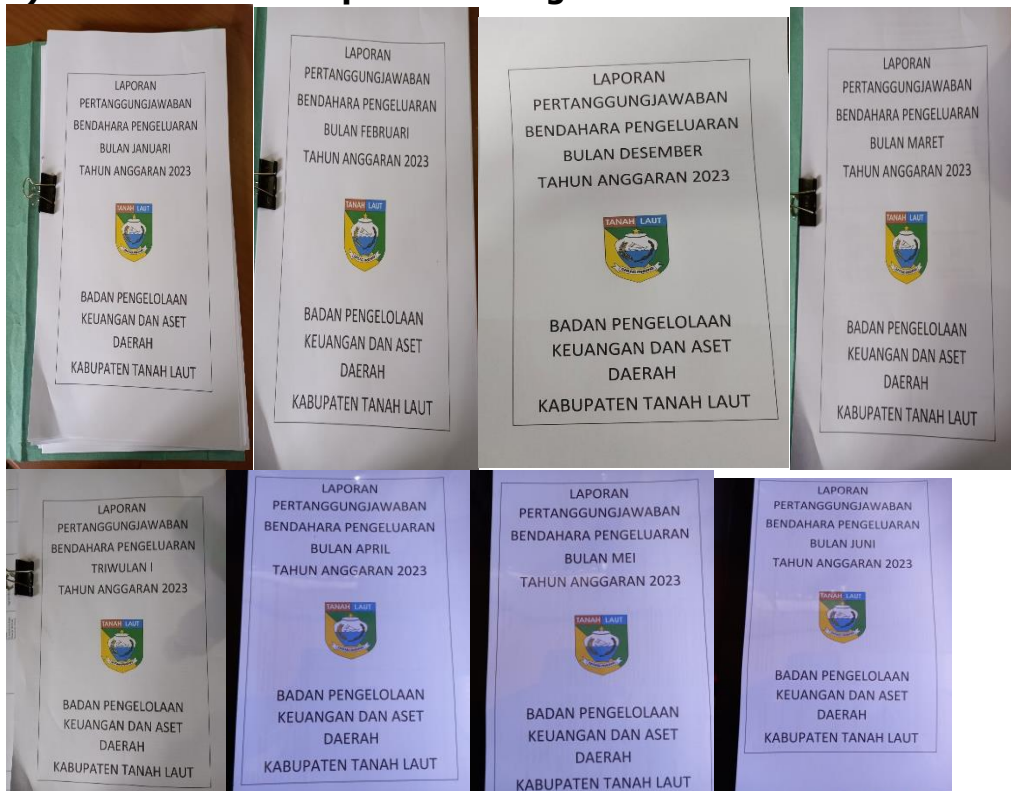 LAPORAN
PERTANGGUNGJAWABAN
BENDAHARA PENGELUARAN
BULAN JANUARI
TAHUN ANGGARAN 2023
TANAH LAUT
BADAN PENGELOLAAN
KEUANGAN DAN ASET
DAERAH
KABUPATEN TANAH LAUT
LAPORAN
PERTANGGUNGJAWABAN
BENDAHARA PENGELUARAN
BULAN FEBRUARI
TAHUN ANGGARAN 2023
TANAH LAUT
BADAN PENGELOLAAN
KEUANGAN DAN ASET
DAERAH
KABUPATEN TANAH LAUT
LAPORAN
PERTANGGUNGJAWABAN
BENDAHARA PENGELUARAN
BULAN DESEMBER
TAHUN ANGGARAN 2023
TANAH LAUT
BADAN PENGELOLAAN
KEUANGAN DAN ASET
DAERAH
KABUPATEN TANAH LAUT
LAPORAN
PERTANGGUNGJAWABAN
BENDAHARA PENGELUARAN
BULAN MARET
TAHUN ANGGARAN 2023
TANAH LAUT
BADAN PENGELOLAAN
KEUANGAN DAN ASET
DAERAH
KABUPATEN TANAH LAUT
LAPORAN
PERTANGGUNGJAWABAN
BENDAHARA PENGELUARAN
TRIWULAN I
TAHUN ANGGARAN 2023
TANAH LAUT
BADAN PENGELOLAAN
KEUANGAN DAN ASET
DAERAH
KABUPATEN TANAH LAUT
LAPORAN
PERTANGGUNGJAWABAN
BENDAHARA PENGELUARAN
BULAN APRIL
TAHUN ANGGARAN 2023
TANAH LAUT
BADAN PENGELOLAAN
KEUANGAN DAN ASET
DAERAH
KABUPATEN TANAH LAUT
LAPORAN
PERTANGGUNGJAWABAN
BENDAHARA PENGELUARAN
BULAN MEI
TAHUN ANGGARAN 2023
TANAH LAUT
BADAN PENGELOLAAN
KEUANGAN DAN ASET
DAERAH
KABUPATEN TANAH LAUT
LAPORAN
PERTANGGUNGJAWABAN
BENDAHARA PENGELUARAN
BULAN JUNI
TAHUN ANGGARAN 2023
TANAH LAUT
BADAN PENGELOLAAN
KEUANGAN DAN ASET
DAERAH
KABUPATEN TANAH LAUT